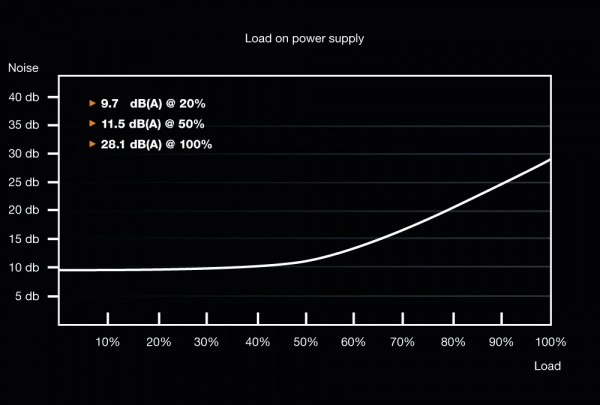 Load on power supply
Noise
40 db
9.7 dB(A) @ 20%
35 db
11.5 dB(A) @ 50%
30 db
28.1 dB(A) @ 100%
25 db
20 db
15 db
10 db
5 db
10% 20% 30% 40% 50% 60% 70% 80% 90% 100%
Load